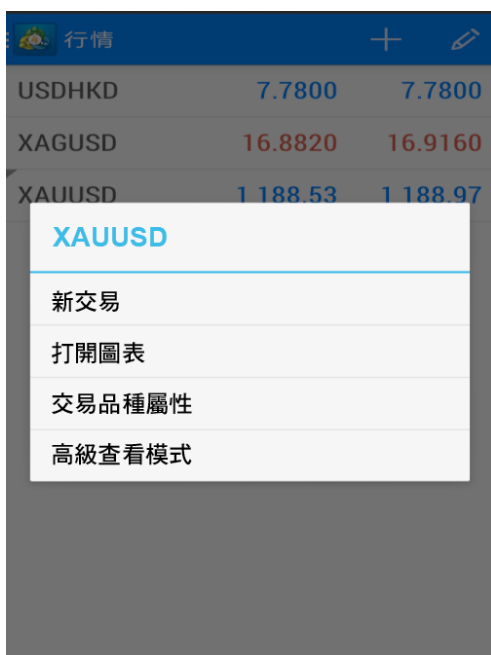 行情
USDHKD 7.7800 7.7800
XAGUSD 16.8820 16.9160
XAUUSD 1 188.53 1 188.97
XAUUSD
新交易
打開圖表
交易品種屬性
高級查看模式